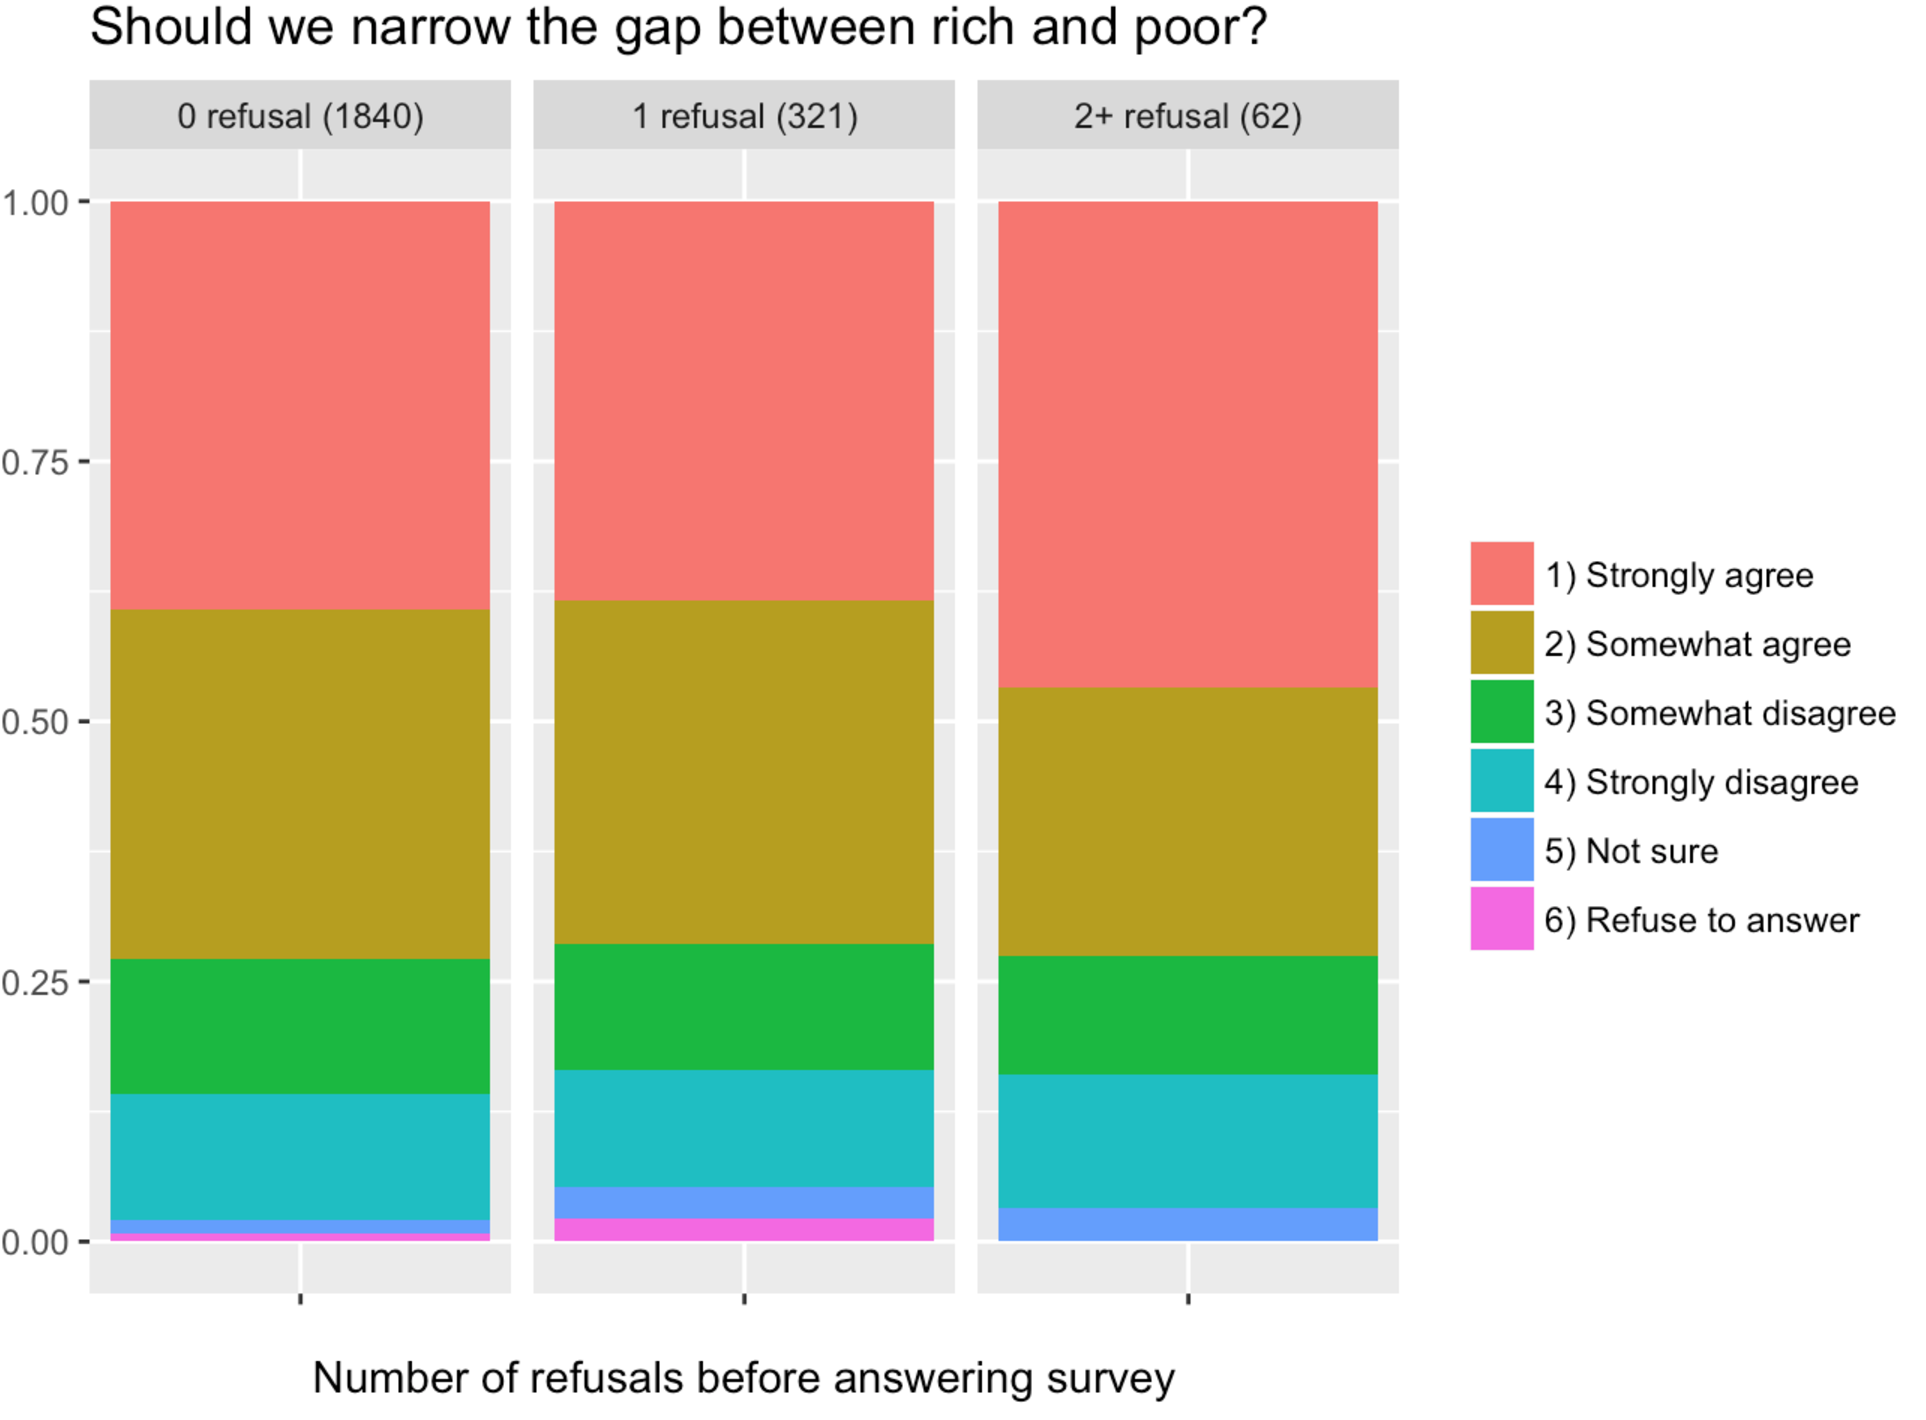 Should we narrow the gap between rich and poor?
0 refusal (1840)
1 refusal (321)
2+ refusal (62)
1.00
0.75
0.50
0.25
0.00
1) Strongly agree
2) Somewhat agree
3) Somewhat disagree
4) Strongly disagree
5) Not sure
6) Refuse to answer
Number of refusals before answering survey